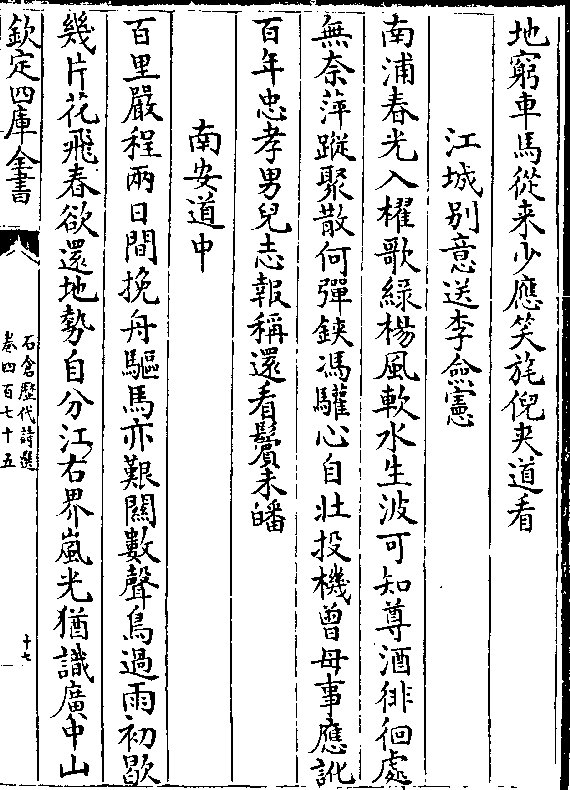 地窮車馬從来少應笑旄倪夾道看
江城别意送李僉憲
南浦春光入櫂歌綠楊風軟水生波可知尊酒徘徊處
無奈萍蹤聚散何彈鋏馮驩心自壯投機曾母事應訛
百年忠孝男兒志報稱還看鬢未皤
南安道中
百里嚴程兩日間挽舟驅馬亦艱關數聲鳥過雨初歇
幾片花飛春欲還地勢自分江右界嵐光猶識廣中山
欽定四庫全書
石倉歷代詩選
卷四百七十五
十七